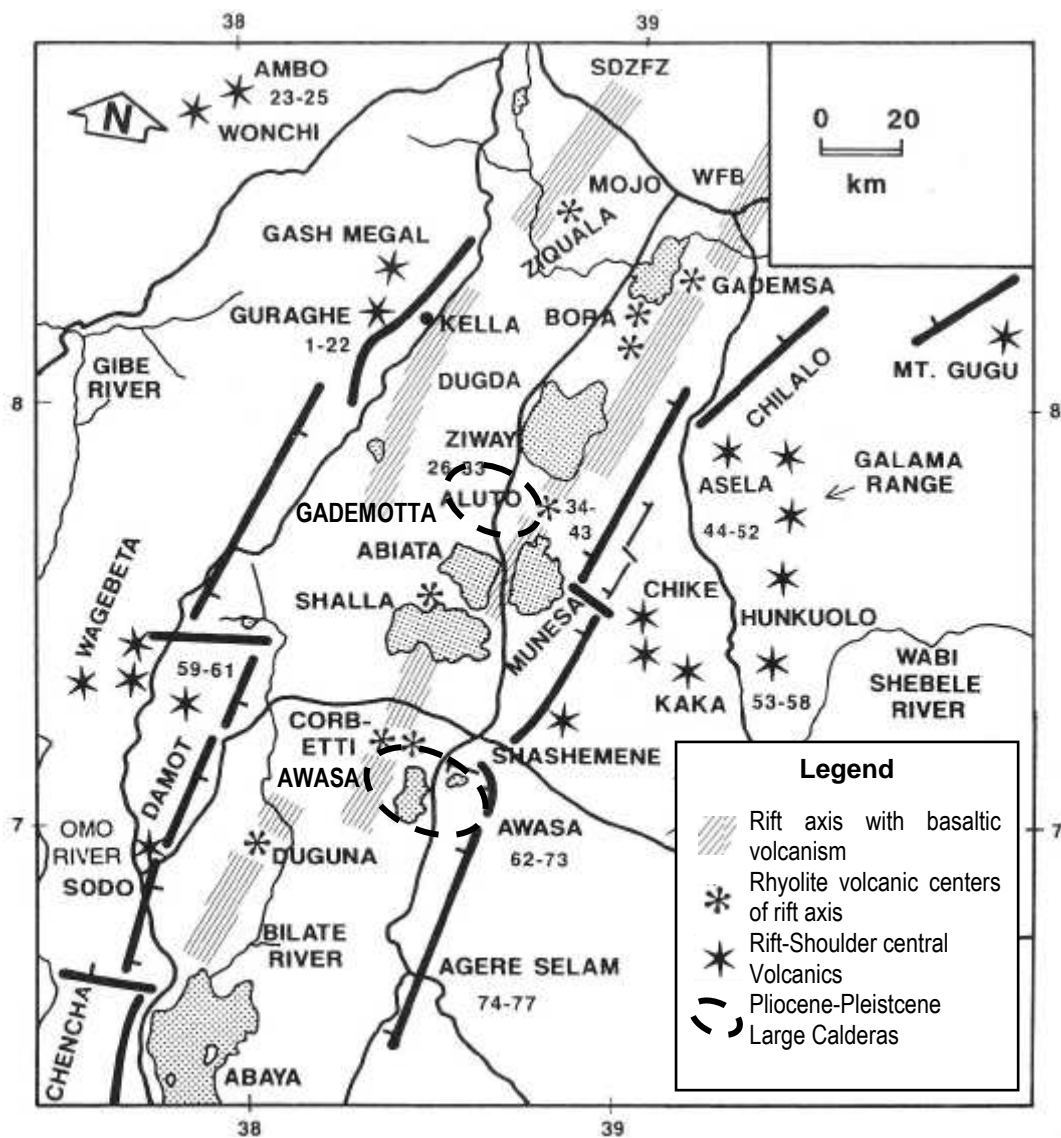 38
39
AMBO
23-25
WONCHI
N
SDZFZ
0 20
km
MOJO
WFB
ZIQUALA
GASH MEGAL
GADEMSA
GURAGHE
1-22
KELLA
BORA
GIBE
RIVER
MT. GUGU
DUGDA
CHILALO
8
8
ZIWAY
26-33
ASELA
44-52
GALAMA
RANGE
ALUTO
34-
43
GADEMOTTA
ABIATA
SHALLA
CHIKE
MUNESA
HUNKUOLO
WAGEBETA
59-61
KAKA
53-58
WABI
SHEBELE
RIVER
CORB-
ETTI
SHASHEMENE
AWASA
DAMOT
7
7
OMO
RIVER
SODO
DUGUNA
AWASA
62-73
BILATE
RIVER
AGERE SELAM
74-77
CHENCHA
ABAYA
38
39
Legend
Rift axis with basaltic
volcanism
Rhyolite volcanic centers
of rift axis
Rift-Shoulder central
Volcanics
Pliocene-Pleistcene
Large Calderas